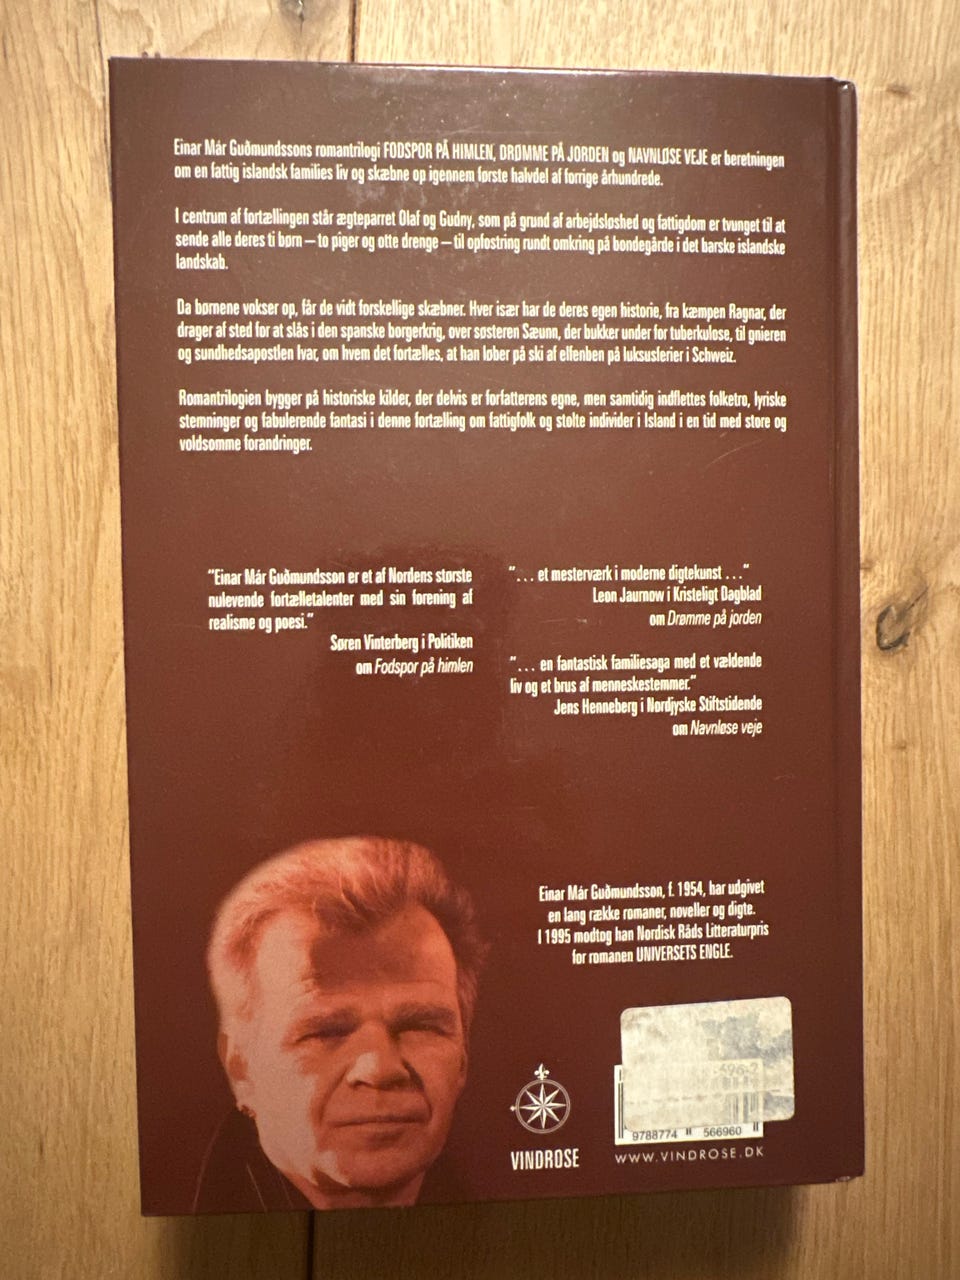 Einar Már Guðmundssons romantrilogi FODSPOR PÅ HIMLEN, DRØMME PÅ JORDEN og NAVNLØSE VEJE er beretningen
om en fattig islandsk families liv og skæbne op igennem første halvdel af forrige århundrede.
I centrum af fortællingen står ægteparret Olaf og Gudny, som på grund af arbejdsløshed og fattigdom er tvunget til at
sende alle deres ti børn – to piger og otte drenge – til opfostring rundt omkring på bondegårde i det barske islandske
landskab.
Da børnene vokser op, får de vidt forskellige skæbner. Hver især har de deres egen historie, fra kæmpen Ragnar, der
drager af sted for at slås i den spanske borgerkrig, over søsteren Sæunn, der bukker under for tuberkulose, til gnieren
og sundhedsapostlen Ivar, om hvem det fortælles, at han løber på ski af elfenben på luksusferier i Schweiz.
Romantrilogien bygger på historiske kilder, der delvis er forfatterens egne, men samtidig indflettes folketro, lyriske
stemninger og fabulerende fantasi i denne fortælling om fattigfolk og stolte individer i Island i en tid med store og
voldsomme forandringer.
"Einar Már Guðmundsson er et af Nordens største
nulevende fortælletalenter med sin forening af
realisme og poesi."
Søren Vinterberg i Politiken
om Fodspor på himlen
"... et mesterværk i moderne digtekunst ..."
Leon Jaurnow i Kristeligt Dagblad
om Drømme på jorden
"... en fantastisk familiesaga med et vældende
liv og et brus af menneskestemmer."
Jens Henneberg i Nordjyske Stiftstidende
om Navnløse veje
Einar Már Guðmundsson, f. 1954, har udgivet
en lang række romaner, noveller og digte.
I 1995 modtog han Nordisk Råds Litteraturpris
for romanen UNIVERSETS ENGLE.
VINDROSE
9788774 566960
WWW.VINDROSE.DK